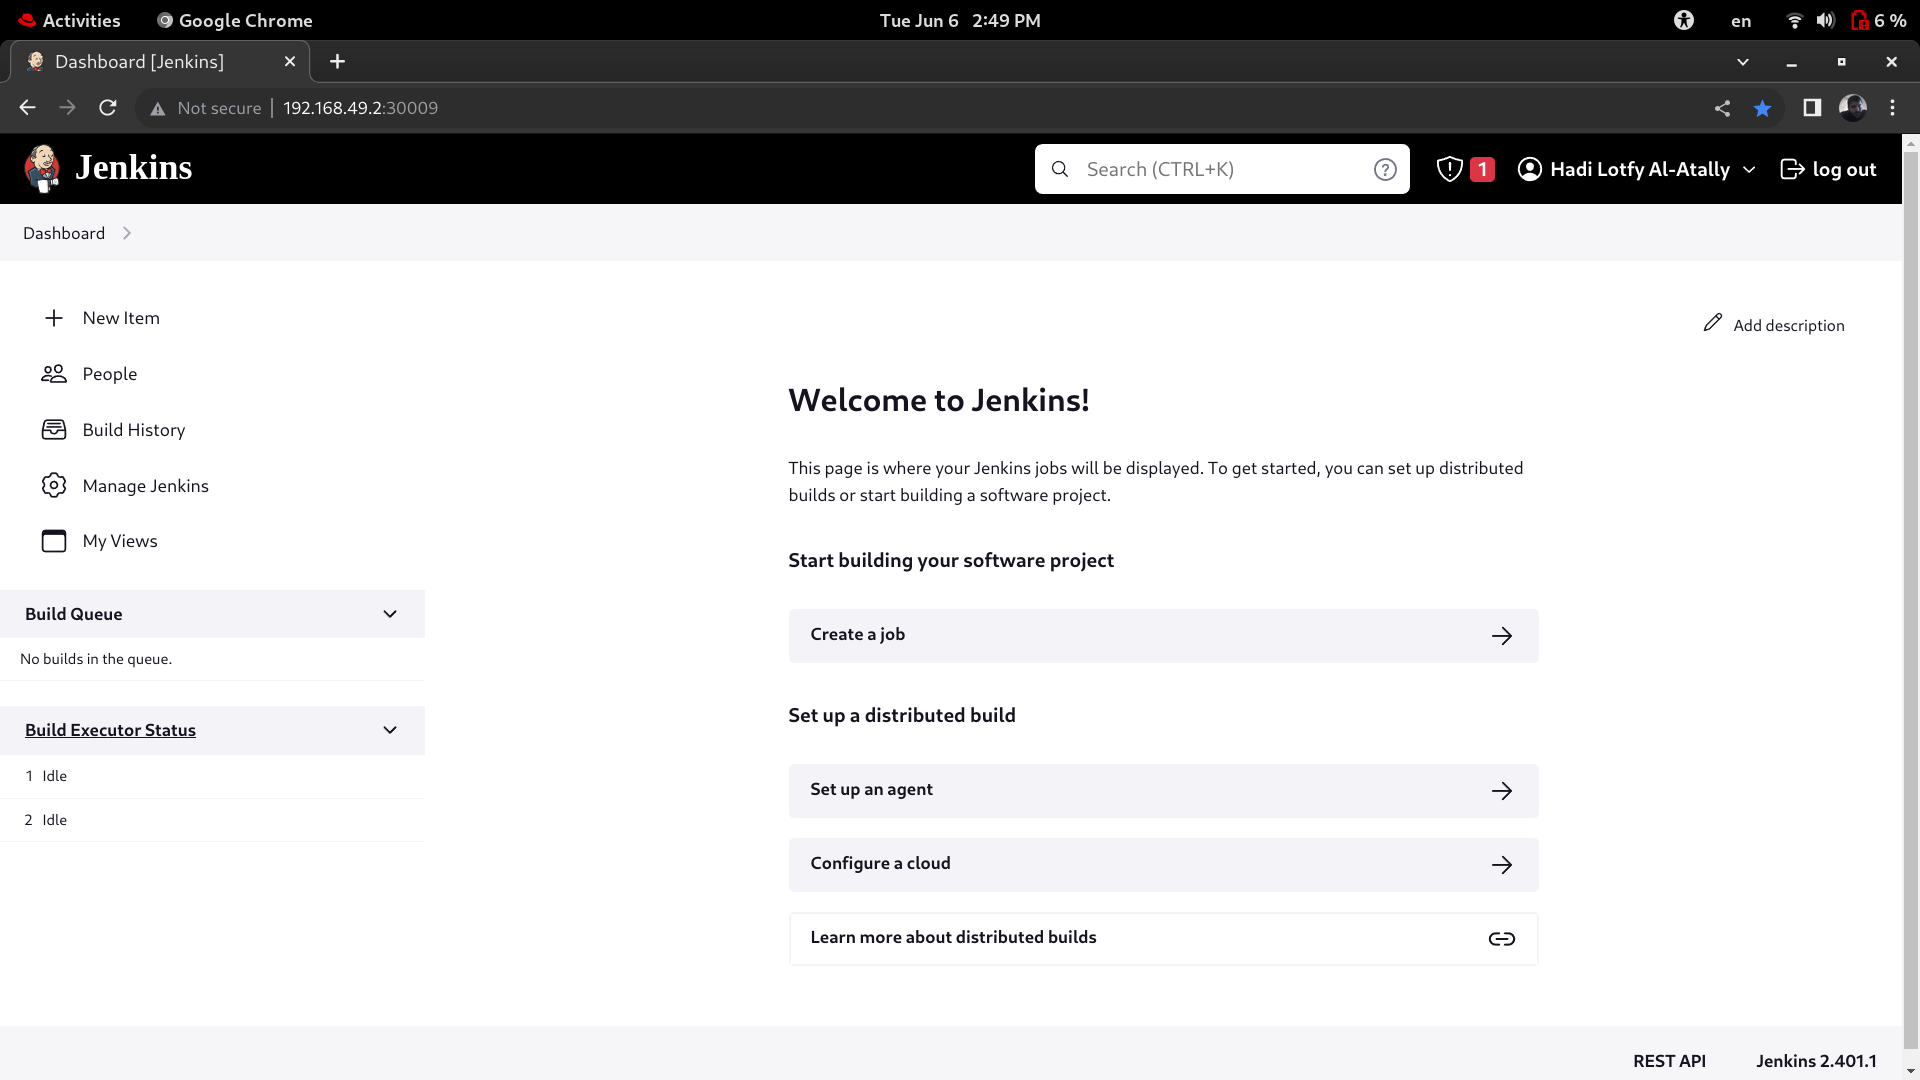 Activities
Google Chrome
Tue Jun 6 2:49 PM
en
6 %
Dashboard [Jenkins]
Not secure
192.168.49.2:30009
Jenkins
Search (CTRL+K)
1
Hadi Lotfy Al-Atally
log out
Dashboard
New Item
People
Build History
Manage Jenkins
My Views
Build Queue
No builds in the queue.
Build Executor Status
1 Idle
2 Idle
Add description
Welcome to Jenkins!
This page is where your Jenkins jobs will be displayed. To get started, you can set up distributed
builds or start building a software project.
Start building your software project
Create a job
Set up a distributed build
Set up an agent
Configure a cloud
Learn more about distributed builds
REST API
Jenkins 2.401.1